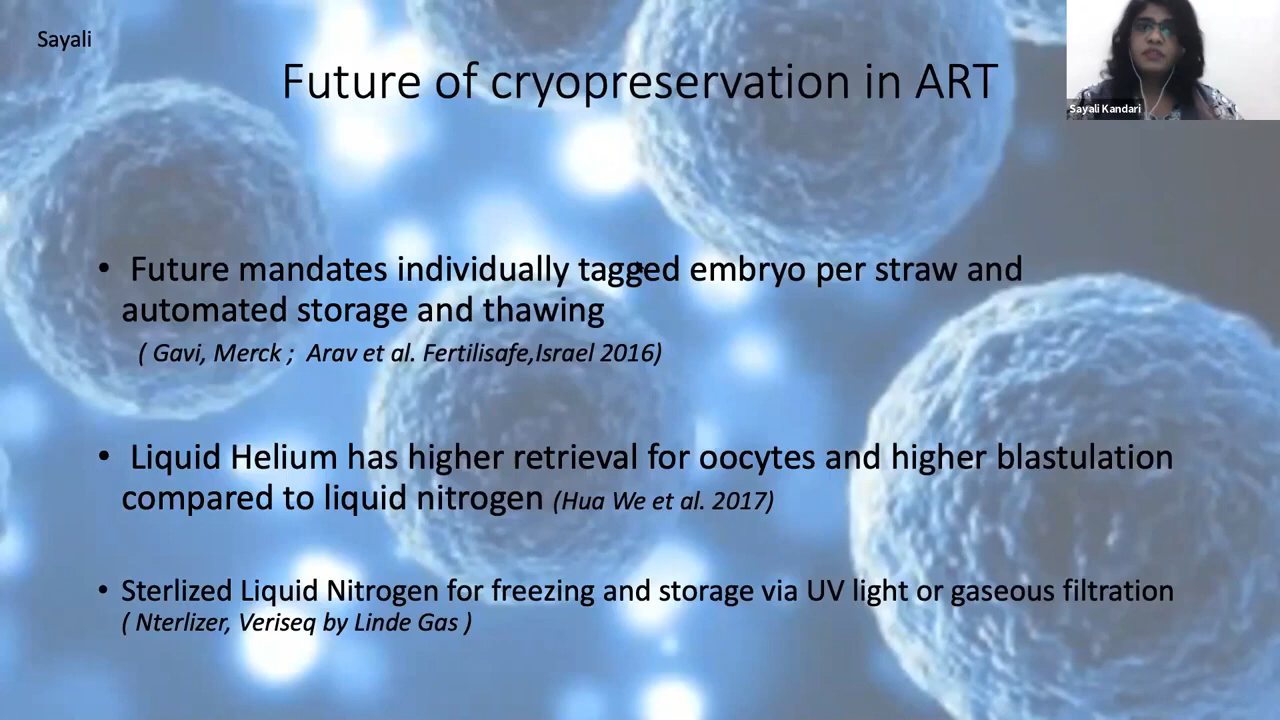 Sayali
Future of cryopreservation in ART
Sayali Kandari
• Future mandates individually tagged embryo per straw and
automated storage and thawing
( Gavi, Merck ; Arav et al. Fertilisafe,Israel 2016)
• Liquid Helium has higher retrieval for oocytes and higher blastulation
compared to liquid nitrogen (Hua We et al. 2017)
• Sterlized Liquid Nitrogen for freezing and storage via UV light or gaseous filtration
( Nterlizer, Veriseq by Linde Gas )